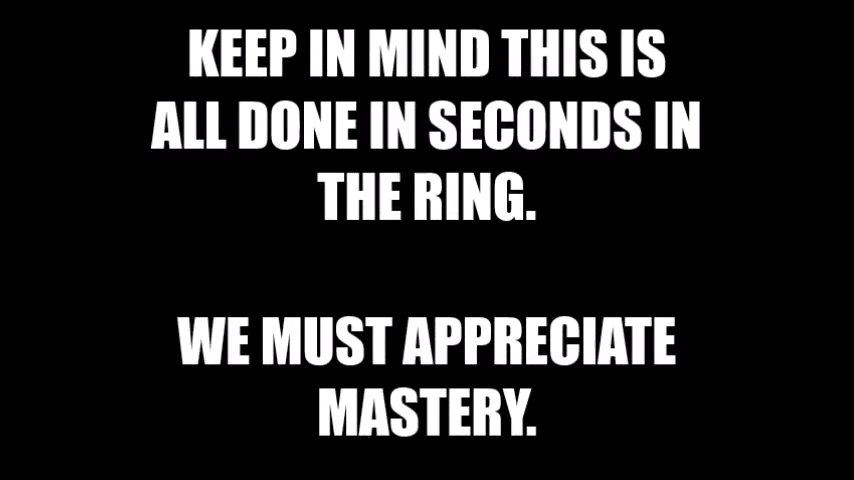 KEEP IN MIND THIS IS
ALL DONE IN SECONDS IN
THE RING.
WE MUST APPRECIATE
MASTERY.